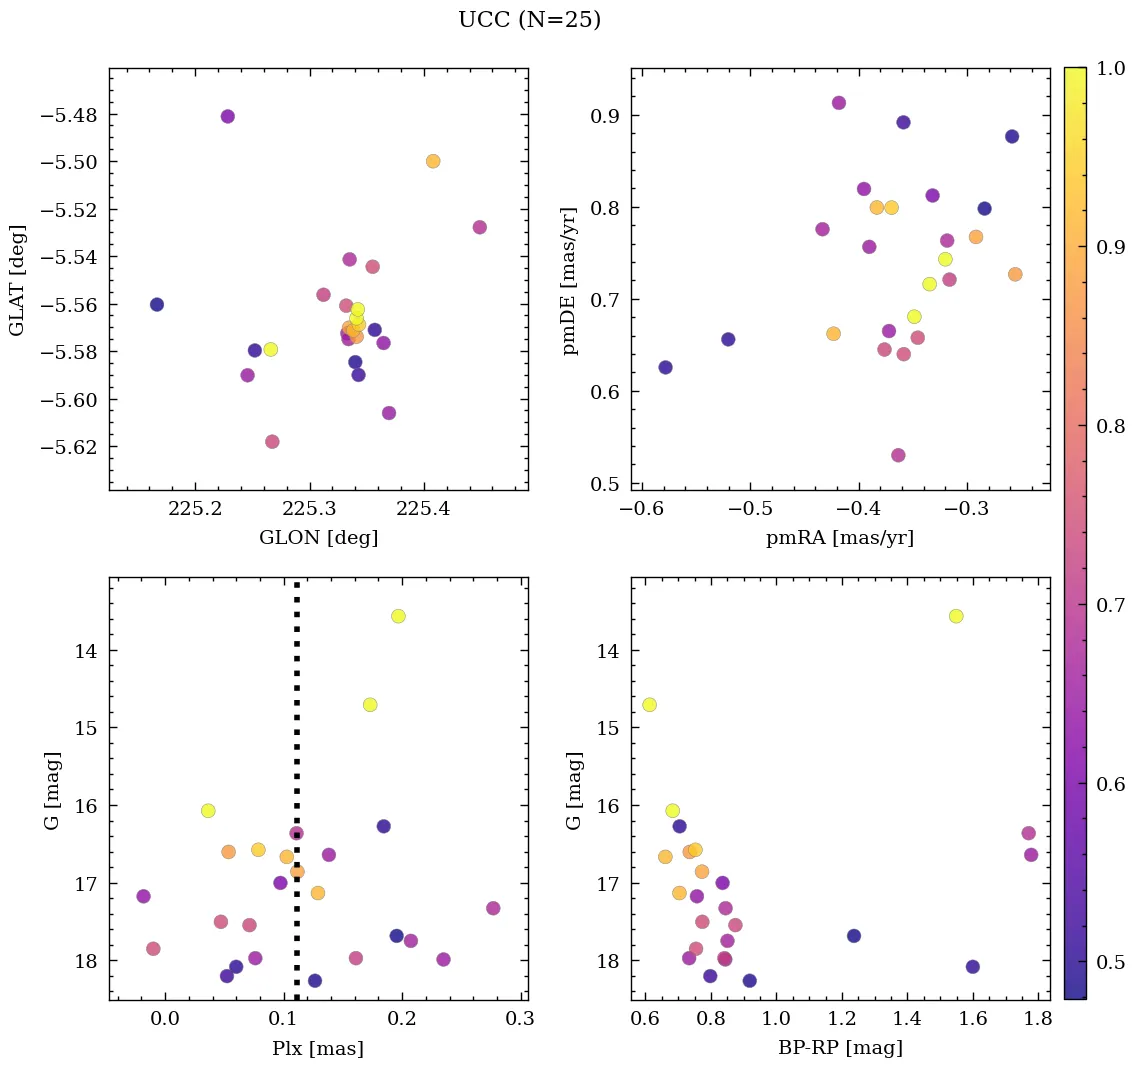 UCC (N=25)
−5.48
−5.50
−5.52
−5.54
−5.56
−5.58
−5.60
−5.62
GLAT [deg]
225.2 225.3 225.4
GLON [deg]
0.9
0.8
0.7
0.6
0.5
pmDE [mas/yr]
−0.6 −0.5 −0.4 −0.3
pmRA [mas/yr]
1.0
0.9
0.8
0.7
0.6
0.5
14
15
16
17
18
G [mag]
0.0 0.1 0.2 0.3
Plx [mas]
14
15
16
17
18
G [mag]
0.6 0.8 1.0 1.2 1.4 1.6 1.8
BP-RP [mag]